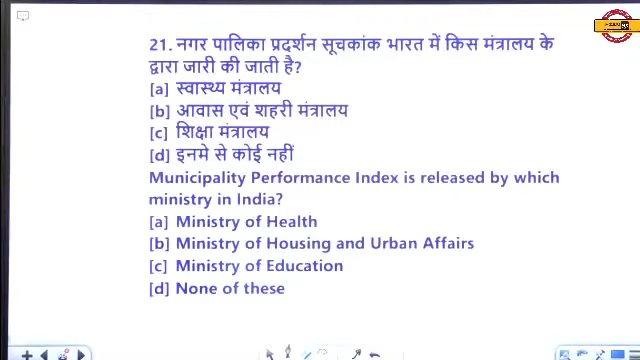 21. नगर पालिका प्रदर्शन सूचकांक भारत में किस मंत्रालय के
द्वारा जारी की जाती है?
[a] स्वास्थ्य मंत्रालय
[b] आवास एवं शहरी मंत्रालय
[c] शिक्षा मंत्रालय
[d] इनमे से कोई नहीं
Municipality Performance Index is released by which
ministry in India?
[a] Ministry of Health
[b] Ministry of Housing and Urban Affairs
[c] Ministry of Education
[d] None of these